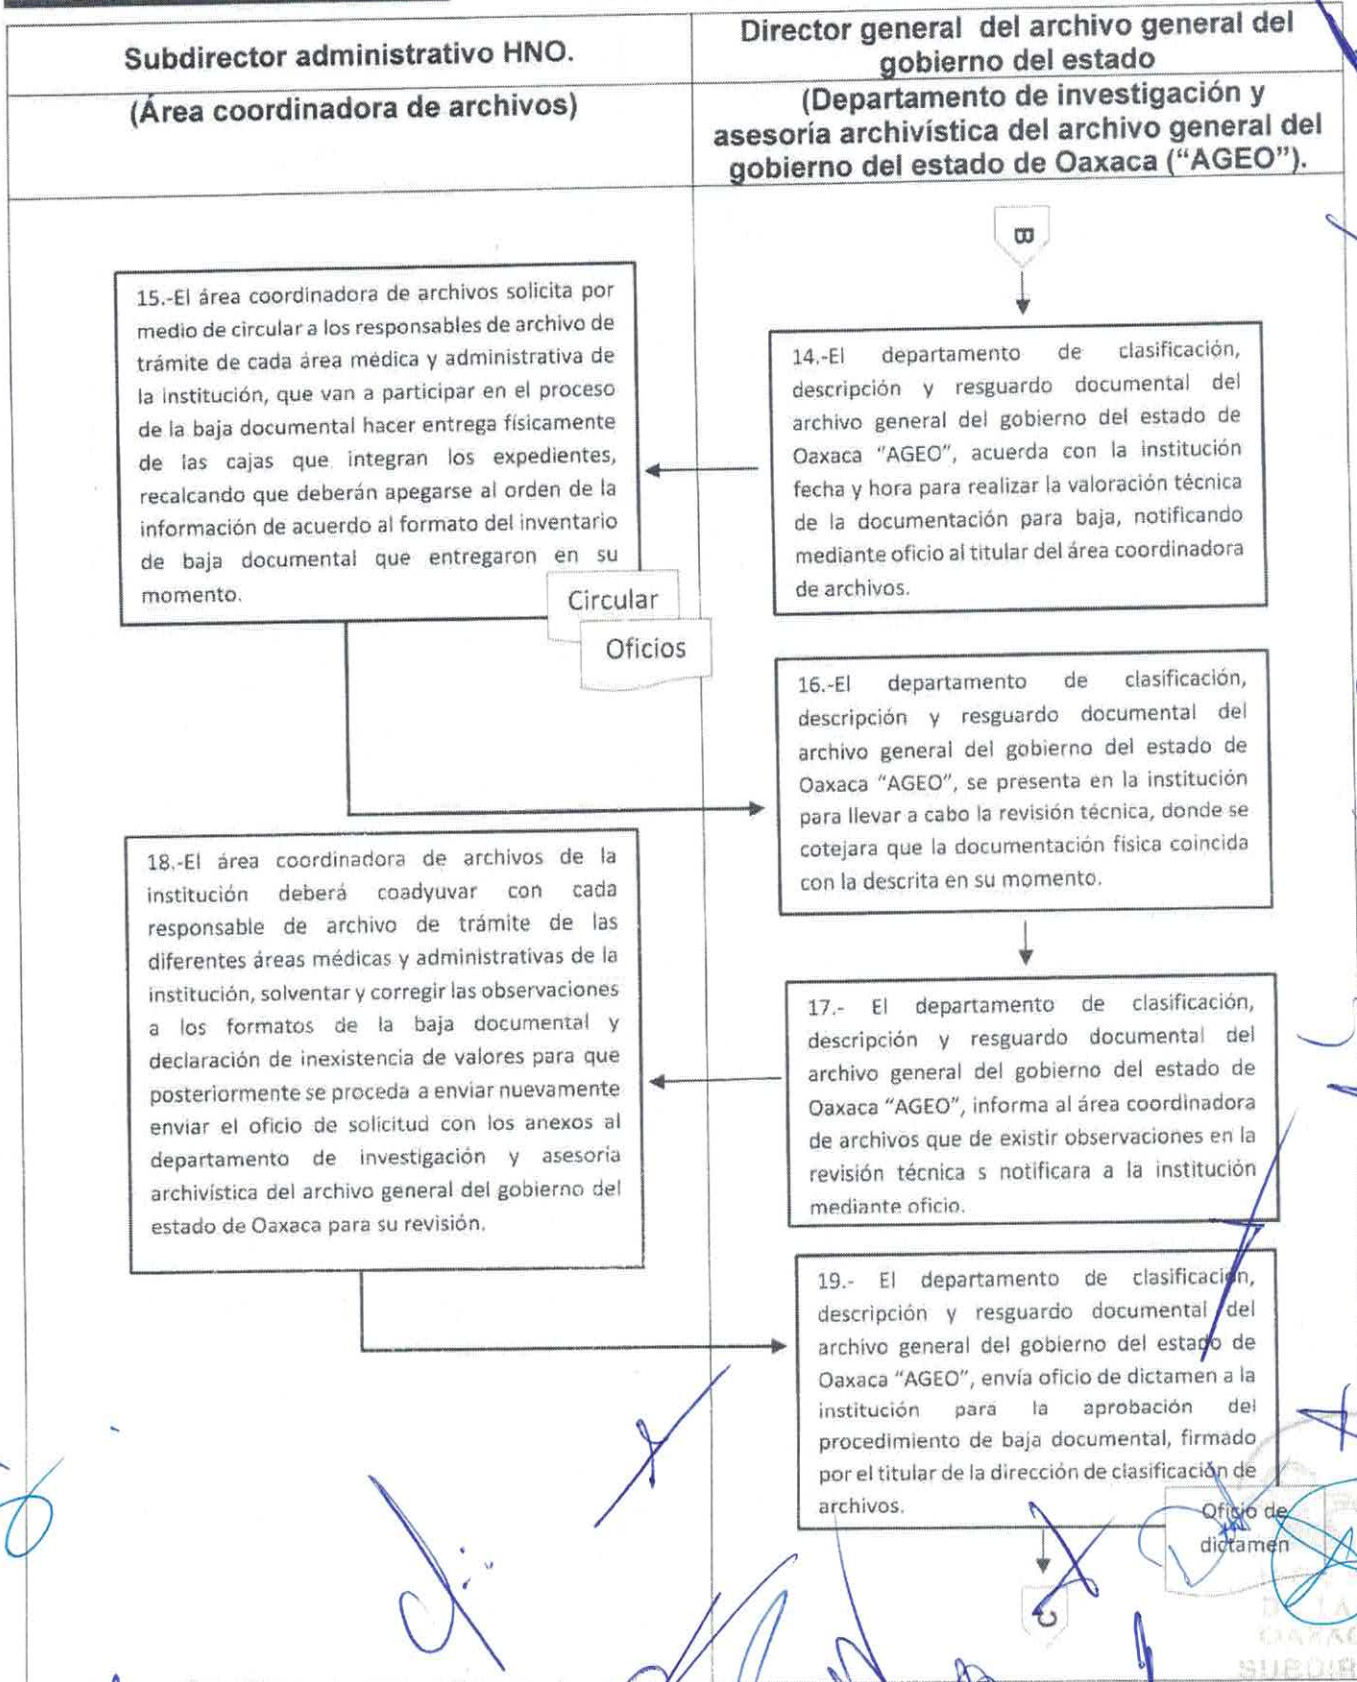 Subdirector administrativo HNO.
Director general del archivo general del
gobierno del estado
(Área coordinadora de archivos)
(Departamento de investigación y
asesoría archivística del archivo general del
gobierno del estado de Oaxaca (“AGEO”).
B
14.-El departamento de clasificación,
descripción y resguardo documental del
archivo general del gobierno del estado de
Oaxaca “AGEO”, acuerda con la institución
fecha y hora para realizar la valoración técnica
de la documentación para baja, notificando
mediante oficio al titular del área coordinadora
de archivos.
15.-El área coordinadora de archivos solicita por
medio de circular a los responsables de archivo de
trámite de cada área médica y administrativa de
la institución, que van a participar en el proceso
de la baja documental hacer entrega físicamente
de las cajas que integran los expedientes,
recalcando que deberán apegarse al orden de la
información de acuerdo al formato del inventario
de baja documental que entregaron en su
momento.
Circular
Oficios
16.-El departamento de clasificación,
descripción y resguardo documental del
archivo general del gobierno del estado de
Oaxaca “AGEO”, se presenta en la institución
para llevar a cabo la revisión técnica, donde se
cotejara que la documentación física coincida
con la descrita en su momento.
17.- El departamento de clasificación,
descripción y resguardo documental del
archivo general del gobierno del estado de
Oaxaca “AGEO”, informa al área coordinadora
de archivos que de existir observaciones en la
revisión técnica s notificara a la institución
mediante oficio.
18.-El área coordinadora de archivos de la
institución deberá coadyuvar con cada
responsable de archivo de trámite de las
diferentes áreas médicas y administrativas de la
institución, solventar y corregir las observaciones
a los formatos de la baja documental y
declaración de inexistencia de valores para que
posteriormente se proceda a enviar nuevamente
enviar el oficio de solicitud con los anexos al
departamento de investigación y asesoría
archivística del archivo general del gobierno del
estado de Oaxaca para su revisión.
19.- El departamento de clasificación,
descripción y resguardo documental del
archivo general del gobierno del estado de
Oaxaca “AGEO”, envía oficio de dictamen a la
institución para la aprobación del
procedimiento de baja documental, firmado
por el titular de la dirección de clasificación de
archivos.
Oficio de
dictamen
C